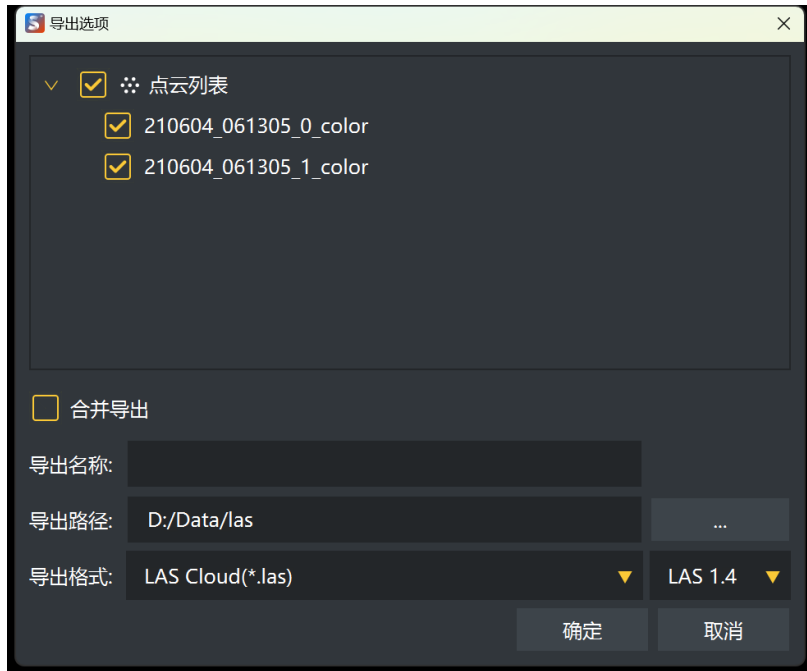 导出选项
点云列表
210604_061305_0_color
210604_061305_1_color
合并导出
导出名称:
导出路径: D:/Data/las ...
导出格式: LAS Cloud(*.las) LAS 1.4
确定 取消